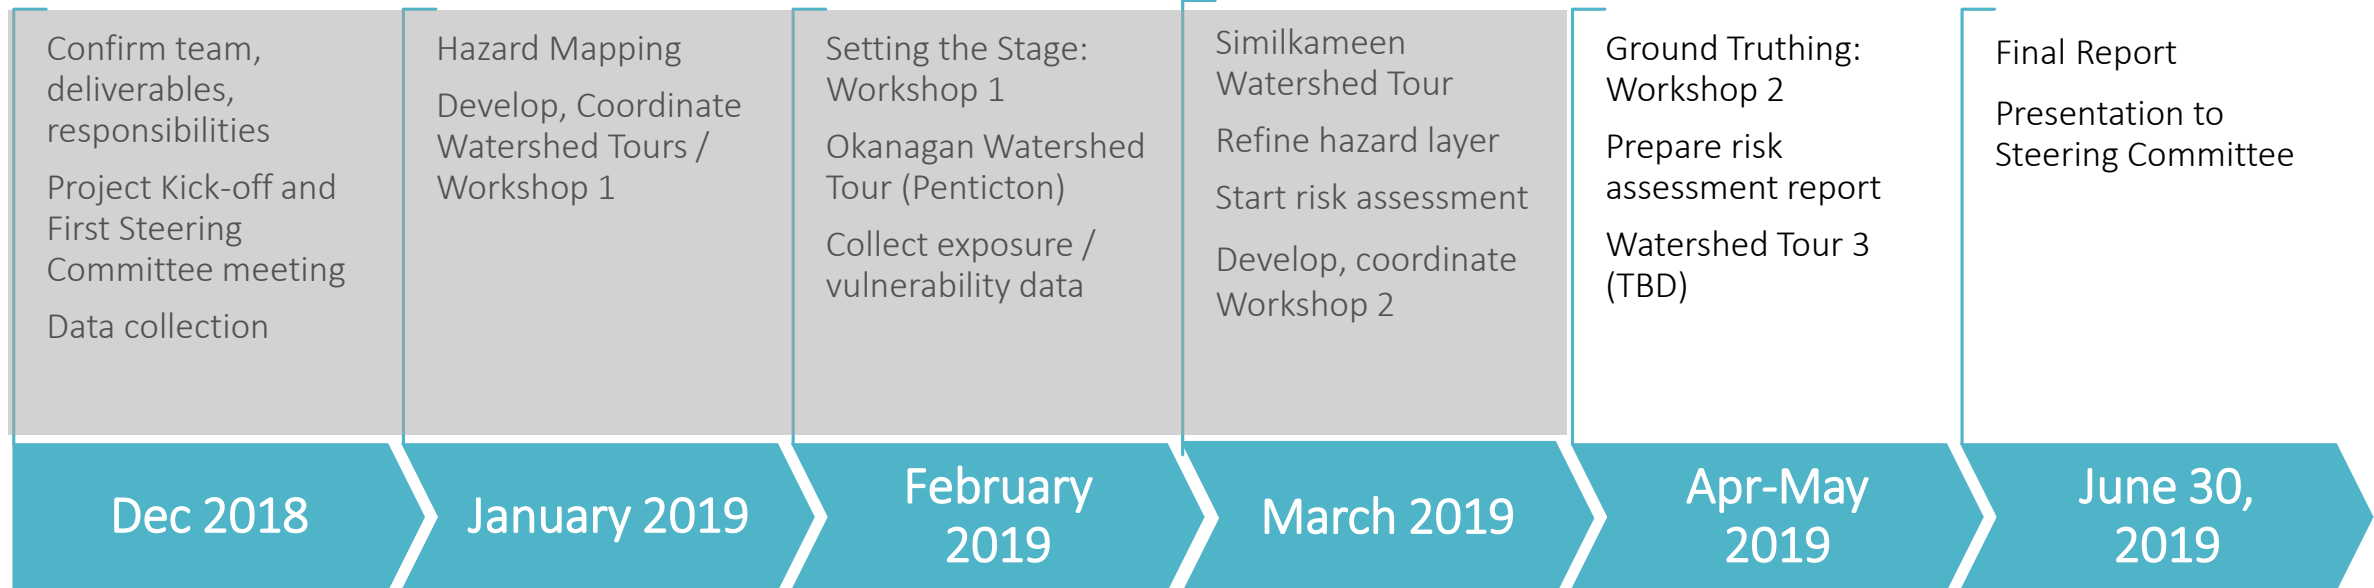 Confirm team,
deliverables,
responsibilities
Project Kick-off and
First Steering
Committee meeting
Data collection
Dec 2018
Hazard Mapping
Develop, Coordinate
Watershed Tours /
Workshop 1
January 2019
Setting the Stage:
Workshop 1
Okanagan Watershed
Tour (Penticton)
Collect exposure /
vulnerability data
February
2019
Similkameen
Watershed Tour
Refine hazard layer
Start risk assessment
Develop, coordinate
Workshop 2
March 2019
Ground Truthing:
Workshop 2
Prepare risk
assessment report
Watershed Tour 3
(TBD)
Apr-May
2019
Final Report
Presentation to
Steering Committee
June 30,
2019